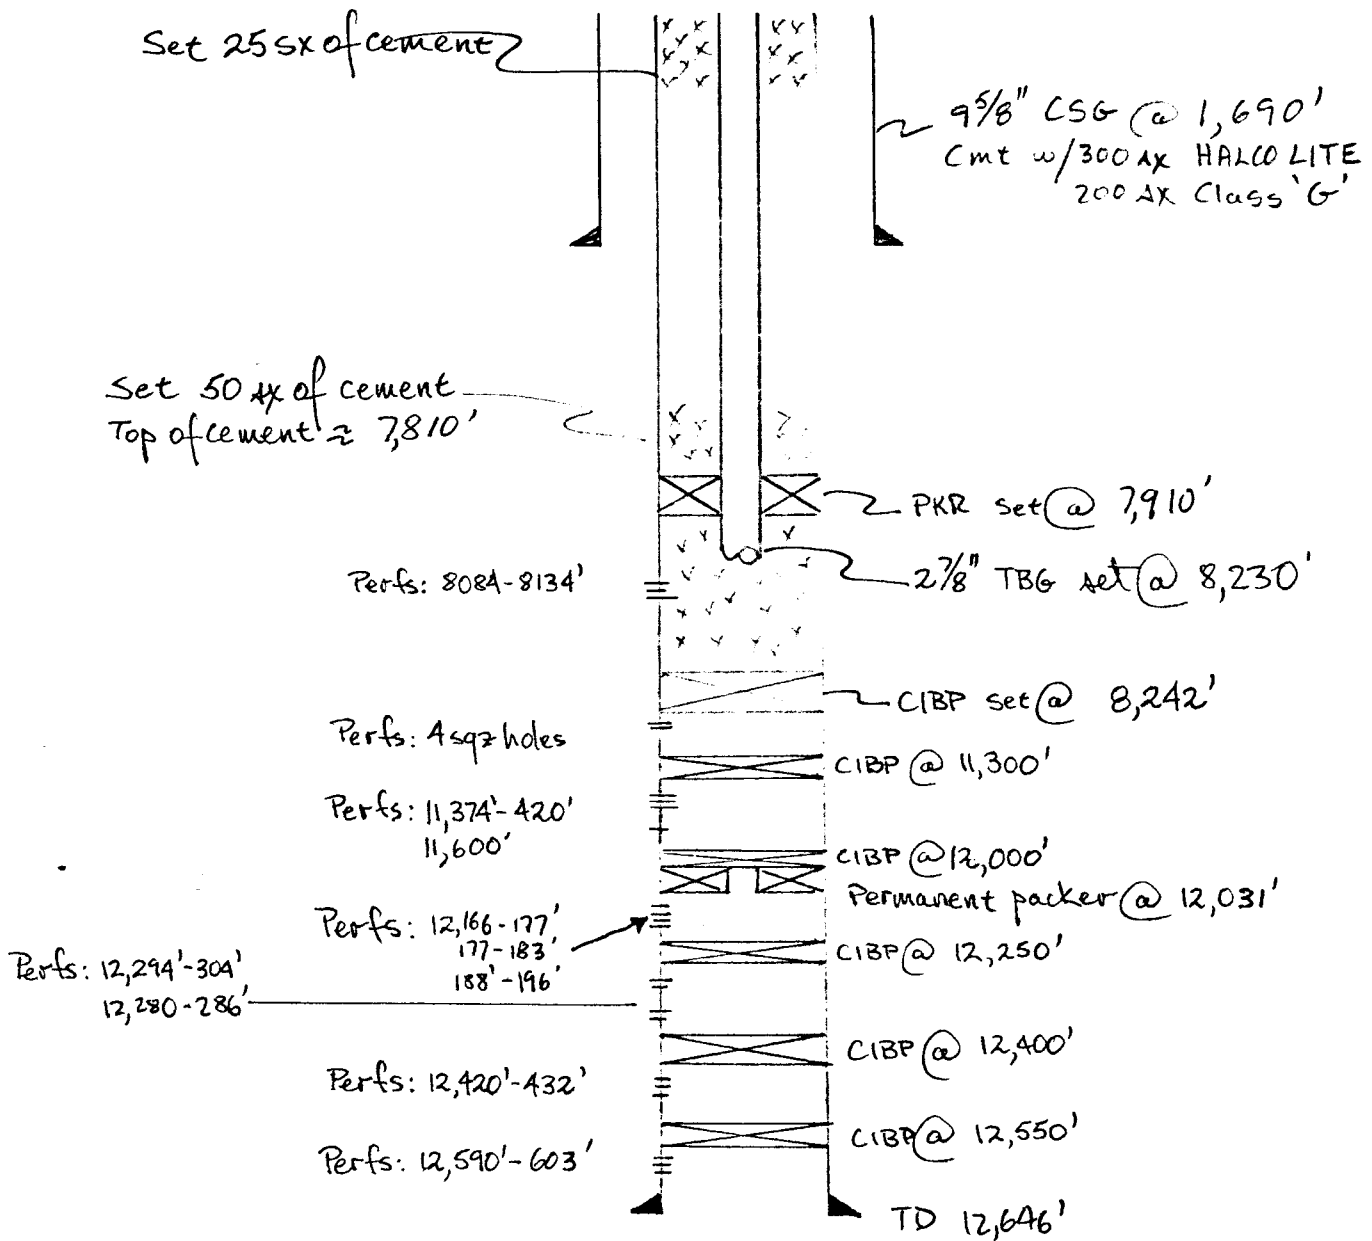 Set 25 sx of cement
9 5/8" CSG @ 1,690'
Cmt w/300 sx HALCO LITE
200 sx Class 'G'
Set 50 sx of cement
Top of cement ≈ 7,810'
PKR set @ 7,910'
2 7/8" TBG set @ 8,230'
Perfs: 8084-8134'
CIBP set @ 8,242'
Perfs: 4 sqz holes
CIBP @ 11,300'
Perfs: 11,374'-420'
11,600'
CIBP @ 12,000'
Permanent packer @ 12,031'
Perfs: 12,166-177'
177-183'
188'-196'
CIBP @ 12,250'
Perfs: 12,294'-304'
12,280-286'
CIBP @ 12,400'
Perfs: 12,420'-432'
CIBP @ 12,550'
Perfs: 12,590'-603'
TD 12,646'